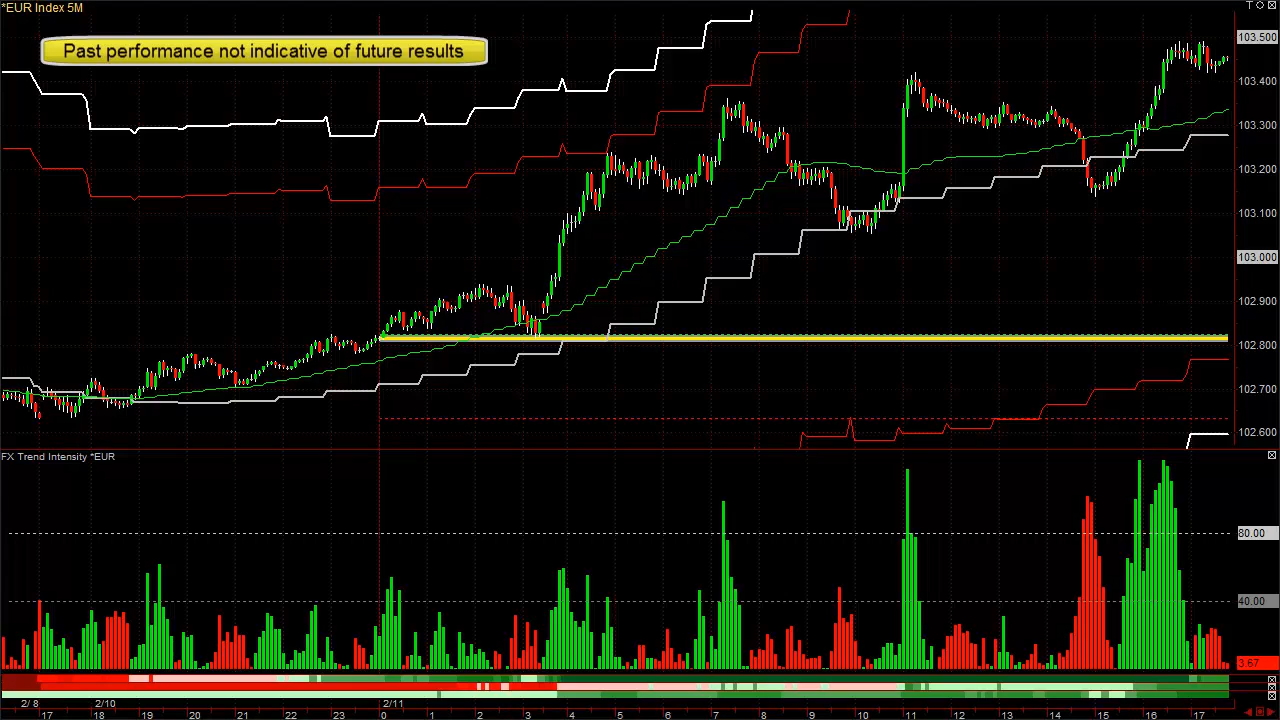 *EUR Index 5M
Past performance not indicative of future results
103.500
103.400
103.300
103.200
103.100
103.000
102.900
102.800
102.700
102.600
FX Trend Intensity *EUR
80.00
40.00
3.67
2/ 8 2/10 2/11
17 18 19 20 21 22 23 0 1 2 3 4 5 6 7 8 9 10 11 12 13 14 15 16 17